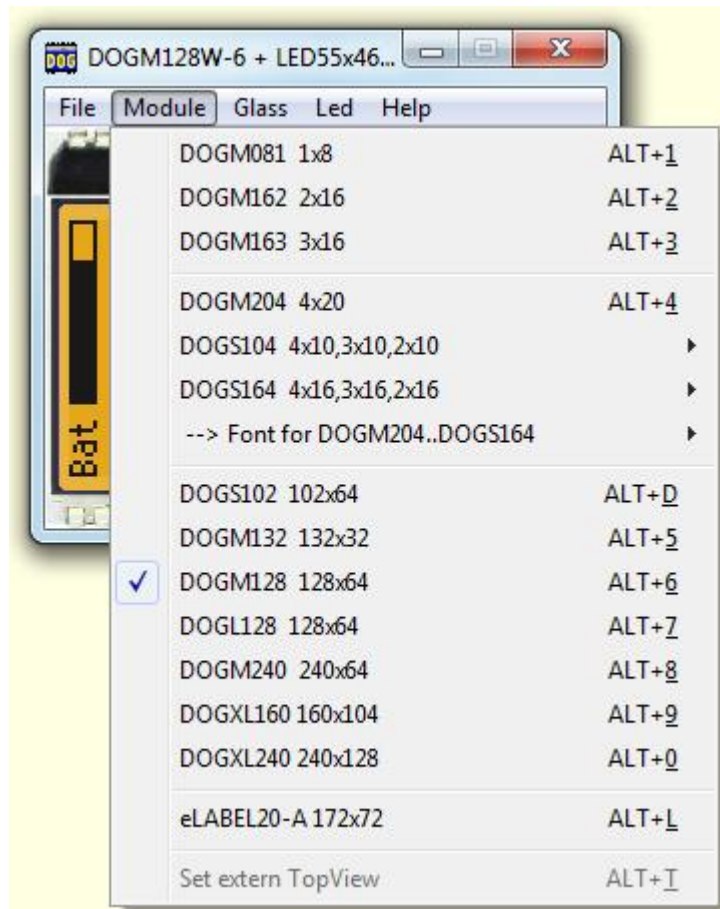 DOG DOGM128W-6 + LED55x46...
File Module Glass Led Help
DOGM081 1x8 ALT+1
DOGM162 2x16 ALT+2
DOGM163 3x16 ALT+3
DOGM204 4x20 ALT+4
DOGS104 4x10,3x10,2x10
DOGS164 4x16,3x16,2x16
--> Font for DOGM204..DOGS164
Bat
DOGS102 102x64 ALT+D
DOGM132 132x32 ALT+5
DOGM128 128x64 ALT+6
DOGL128 128x64 ALT+7
DOGM240 240x64 ALT+8
DOGXL160 160x104 ALT+9
DOGXL240 240x128 ALT+0
eLABEL20-A 172x72 ALT+L
Set extern TopView ALT+T